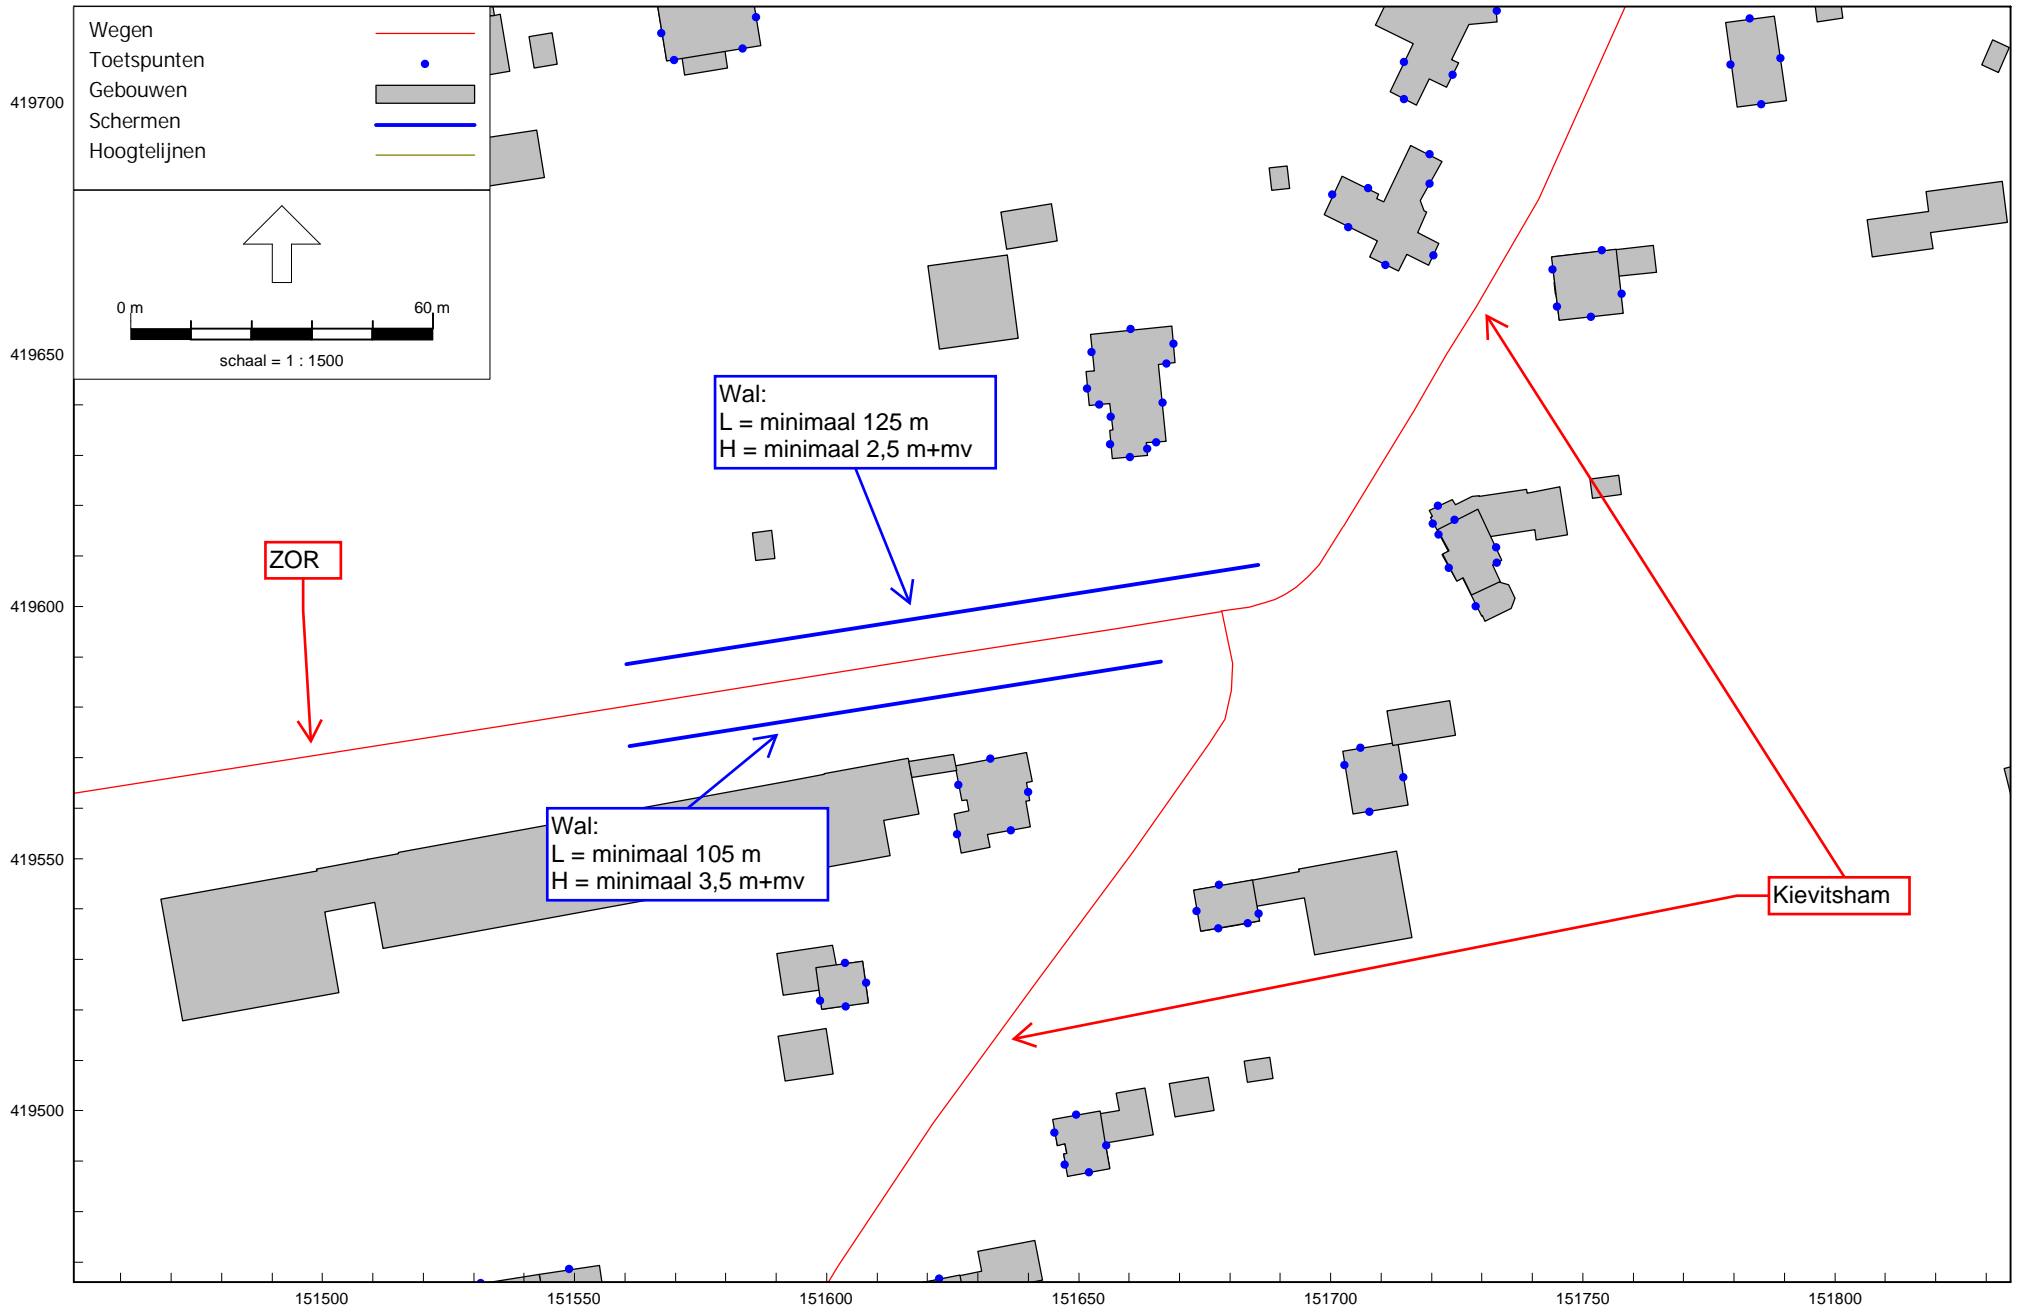 Wegen
Toetspunten
Gebouwen
Schermen
Hoogtelijnen
0 m
60 m
schaal = 1 : 1500
419700
419650
419600
419550
419500
Wal:
L = minimaal 125 m
H = minimaal 2,5 m+mv
ZOR
Wal:
L = minimaal 105 m
H = minimaal 3,5 m+mv
Kievitsham
151500
151550
151600
151650
151700
151750
151800